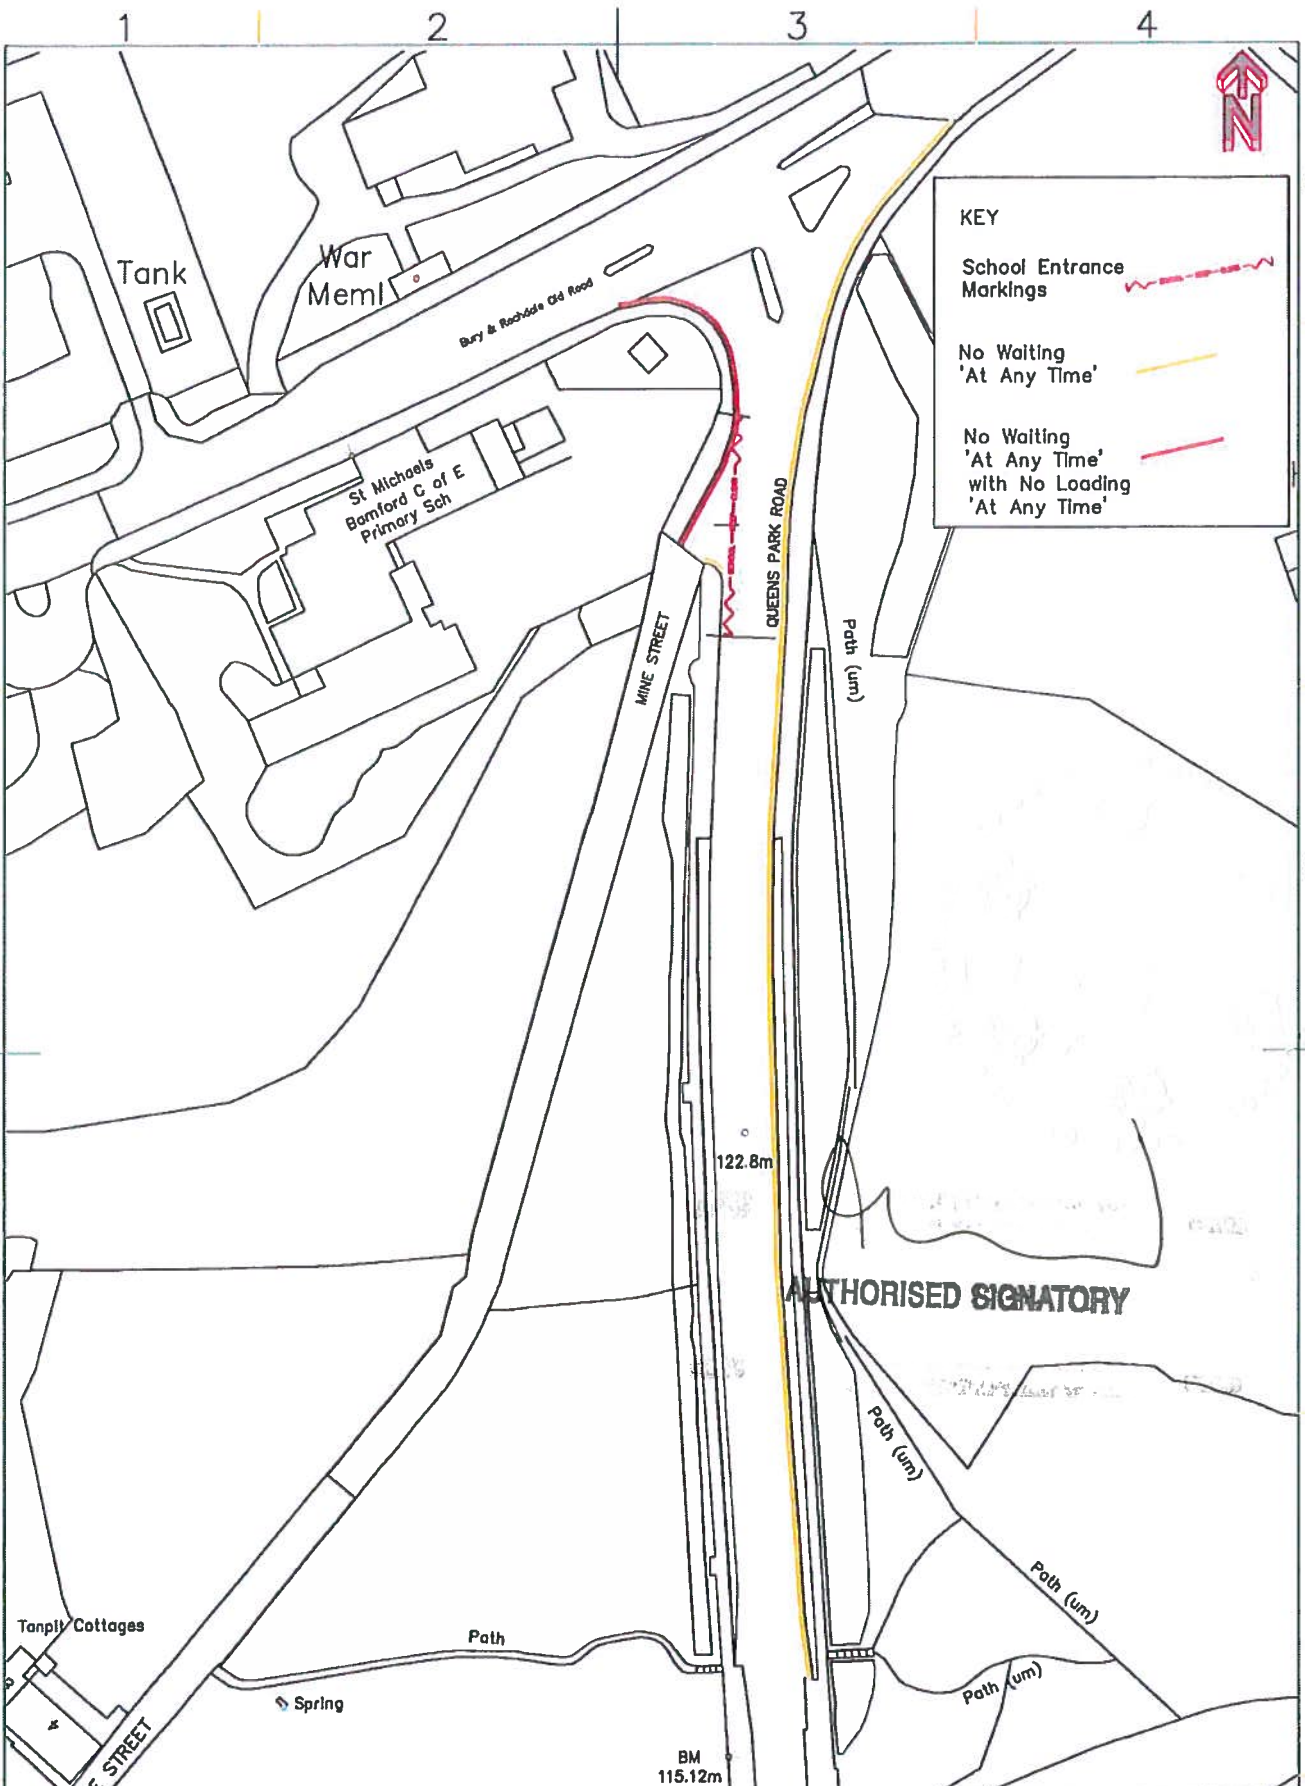 1
2
3
4
N
KEY
School Entrance
Markings
No Waiting
'At Any Time'
No Waiting
'At Any Time'
with No Loading
'At Any Time'
Tank
War
Meml
Bury & Rochdale Old Road
St Michaels
Bamford C of E
Primary Sch
QUEENS PARK ROAD
MINE STREET
Path (um)
122.8m
AUTHORISED SIGNATORY
Path (um)
Path (um)
Path (um)
Tanpit Cottages
Path
Spring
E STREET
BM
115.12m